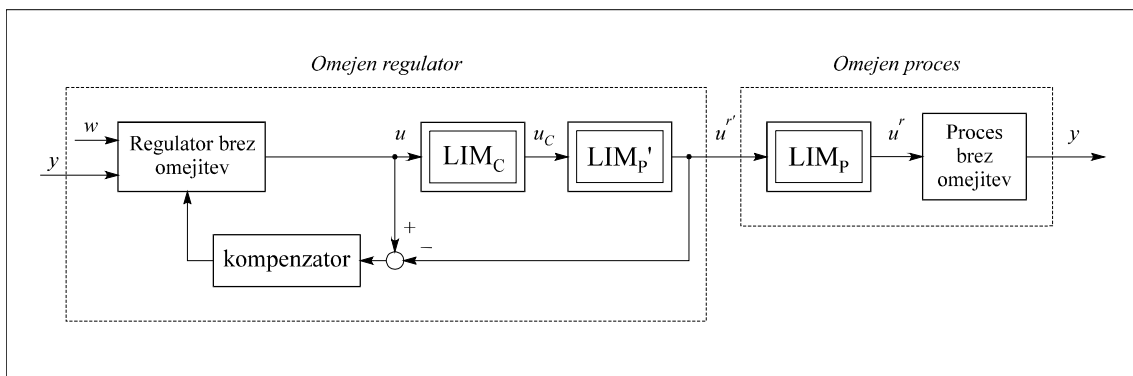 Omejen regulator
Omejen proces
w
y
Regulator brez
omejitev
u
LIM_C
u_C
LIM_P'
u^r'
LIM_P
u^r
Proces
brez
omejitev
y
+
−
kompenzator